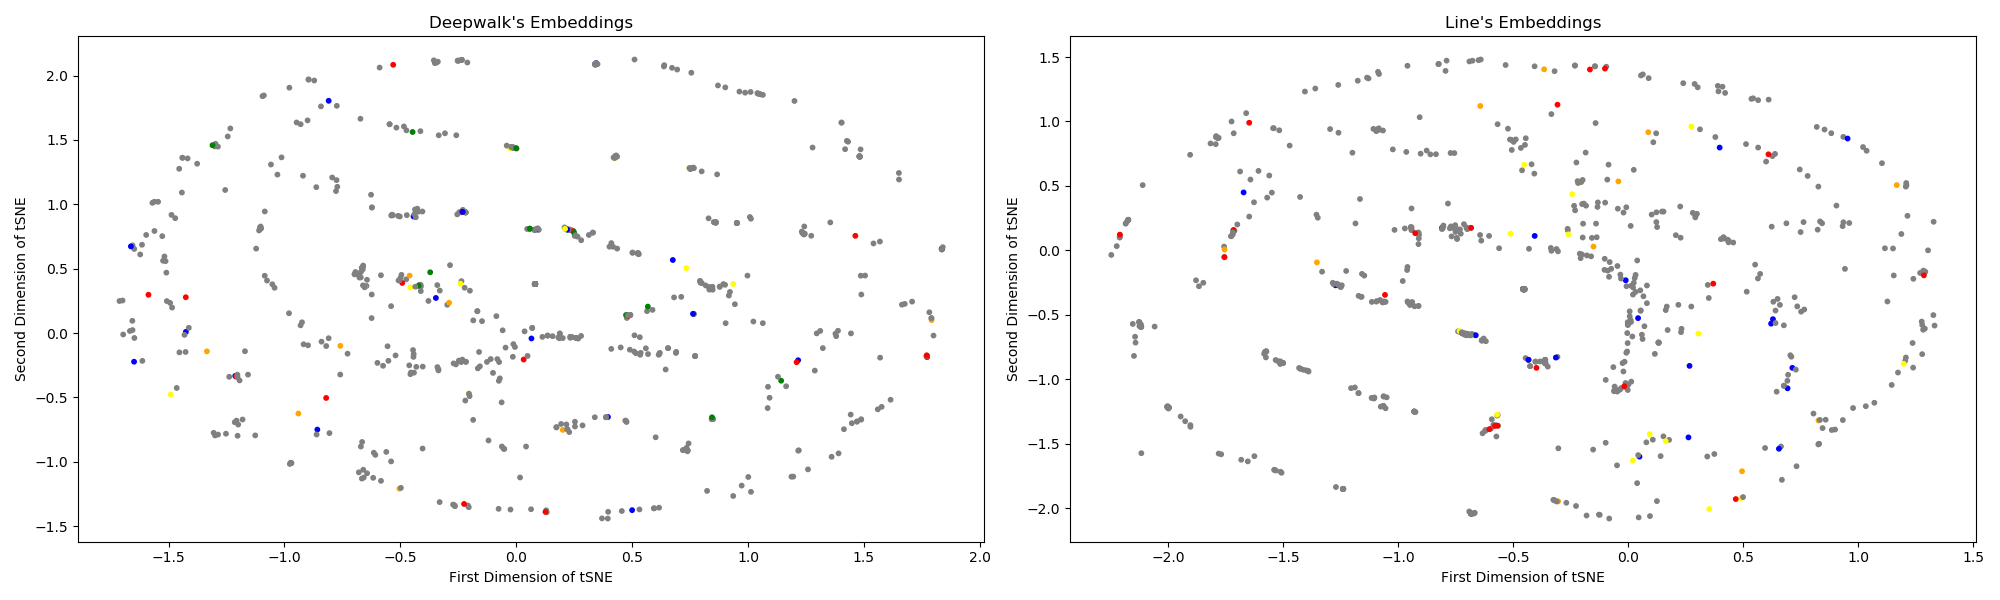 Deepwalk's Embeddings
2.0
1.5
1.0
0.5
0.0
−0.5
−1.0
−1.5
Second Dimension of tSNE
−1.5 −1.0 −0.5 0.0 0.5 1.0 1.5 2.0
First Dimension of tSNE
Line's Embeddings
1.5
1.0
0.5
0.0
−0.5
−1.0
−1.5
−2.0
Second Dimension of tSNE
−2.0 −1.5 −1.0 −0.5 0.0 0.5 1.0 1.5
First Dimension of tSNE